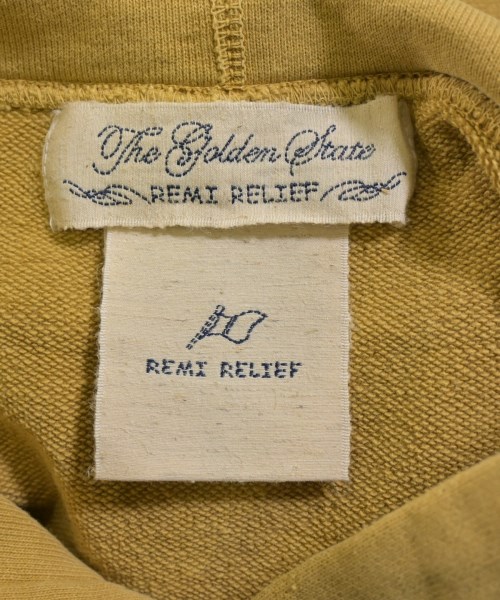 The Golden State
REMI RELIEF
REMI RELIEF